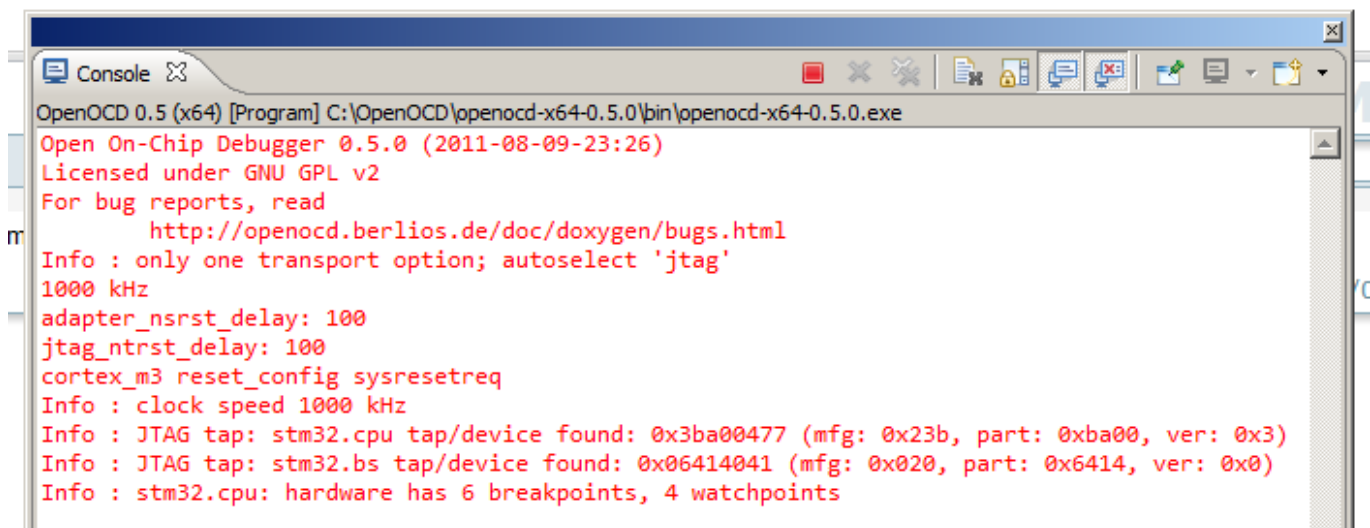 Console
OpenOCD 0.5 (x64) [Program] C:\OpenOCD\openocd-x64-0.5.0\bin\openocd-x64-0.5.0.exe
Open On-Chip Debugger 0.5.0 (2011-08-09-23:26)
Licensed under GNU GPL v2
For bug reports, read
        http://openocd.berlios.de/doc/doxygen/bugs.html
Info : only one transport option; autoselect 'jtag'
1000 kHz
adapter_nsrst_delay: 100
jtag_ntrst_delay: 100
cortex_m3 reset_config sysresetreq
Info : clock speed 1000 kHz
Info : JTAG tap: stm32.cpu tap/device found: 0x3ba00477 (mfg: 0x23b, part: 0xba00, ver: 0x3)
Info : JTAG tap: stm32.bs tap/device found: 0x06414041 (mfg: 0x020, part: 0x6414, ver: 0x0)
Info : stm32.cpu: hardware has 6 breakpoints, 4 watchpoints